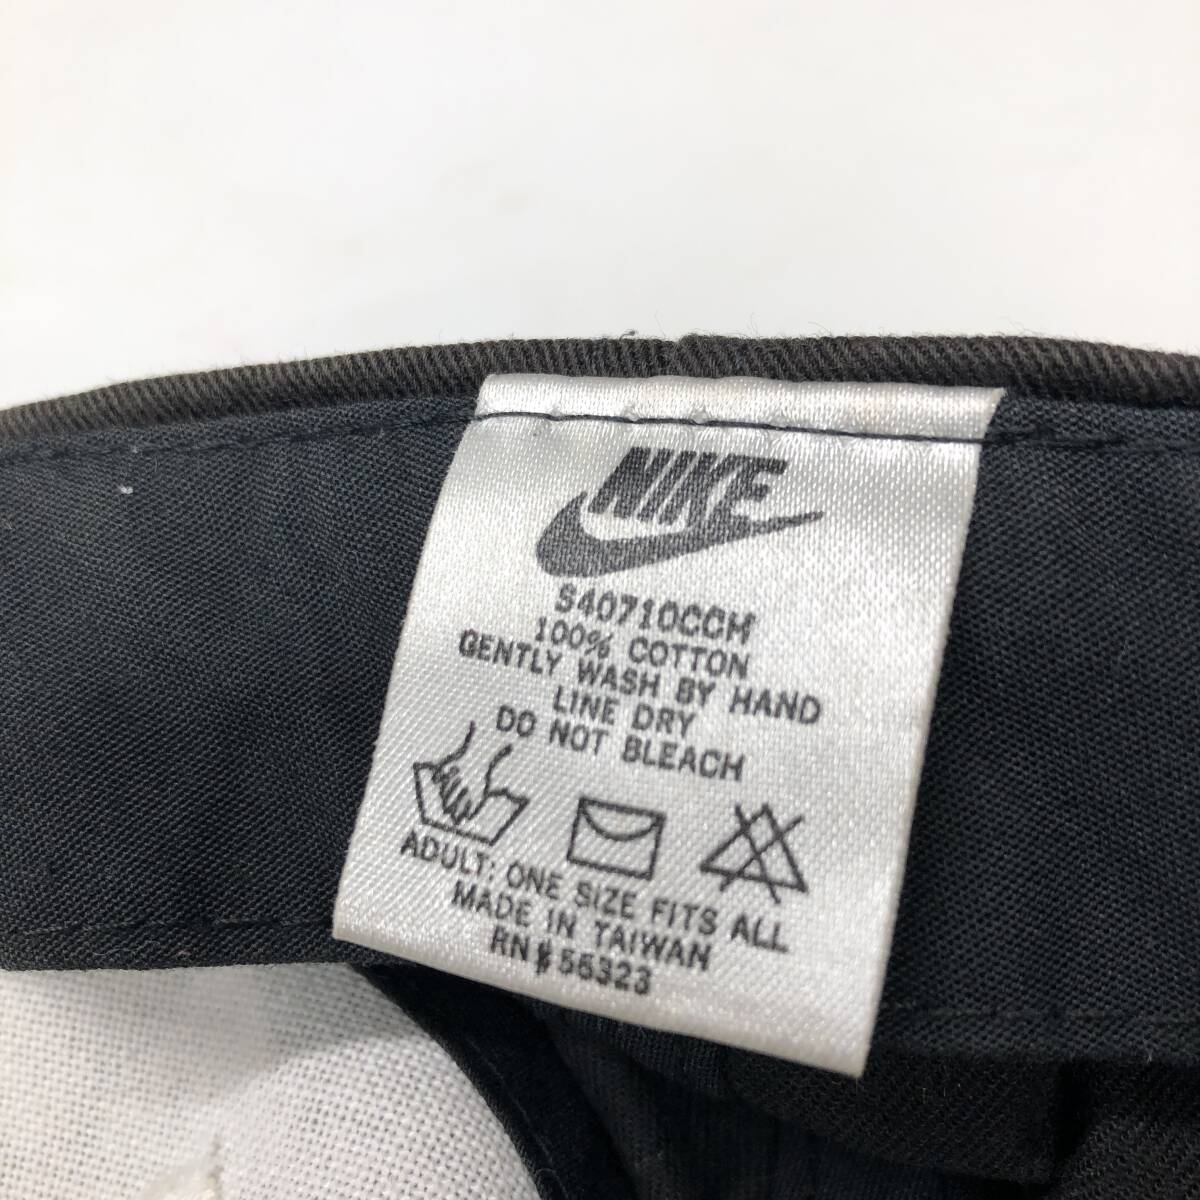 NIKE
S40710CCH
100% COTTON
GENTLY WASH BY HAND
LINE DRY
DO NOT BLEACH
ADULT: ONE SIZE FITS ALL
MADE IN TAIWAN
RN# 56323